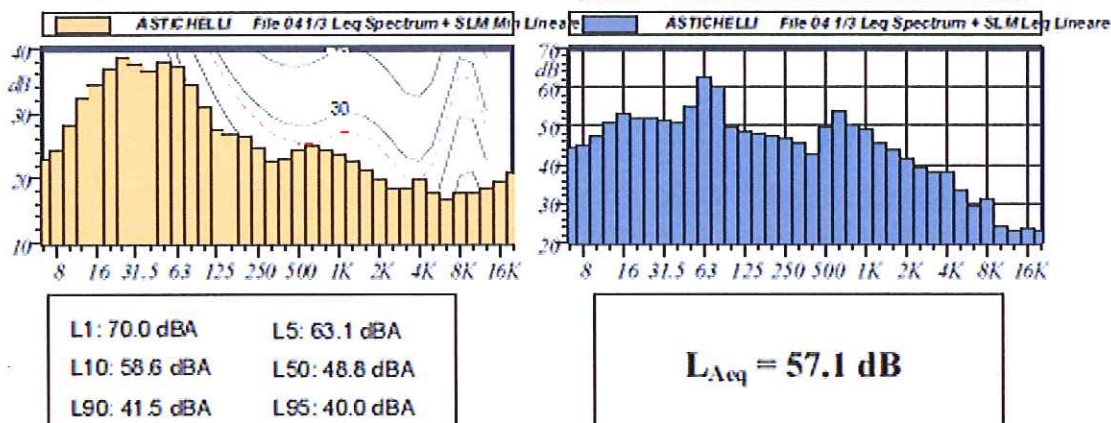 ASTICHELLI File 04 1/3 Leq Spectrum + SLM Min Lineare
ASTICHELLI File 04 1/3 Leq Spectrum + SLM Leq Lineare
40
dB
30
20
10
30
8 16 31.5 63 125 250 500 1K 2K 4K 8K 16K
70
dB
60
50
40
30
20
8 16 31.5 63 125 250 500 1K 2K 4K 8K 16K
L1: 70.0 dBA L5: 63.1 dBA
L10: 58.6 dBA L50: 48.8 dBA
L90: 41.5 dBA L95: 40.0 dBA
LAeq = 57.1 dB